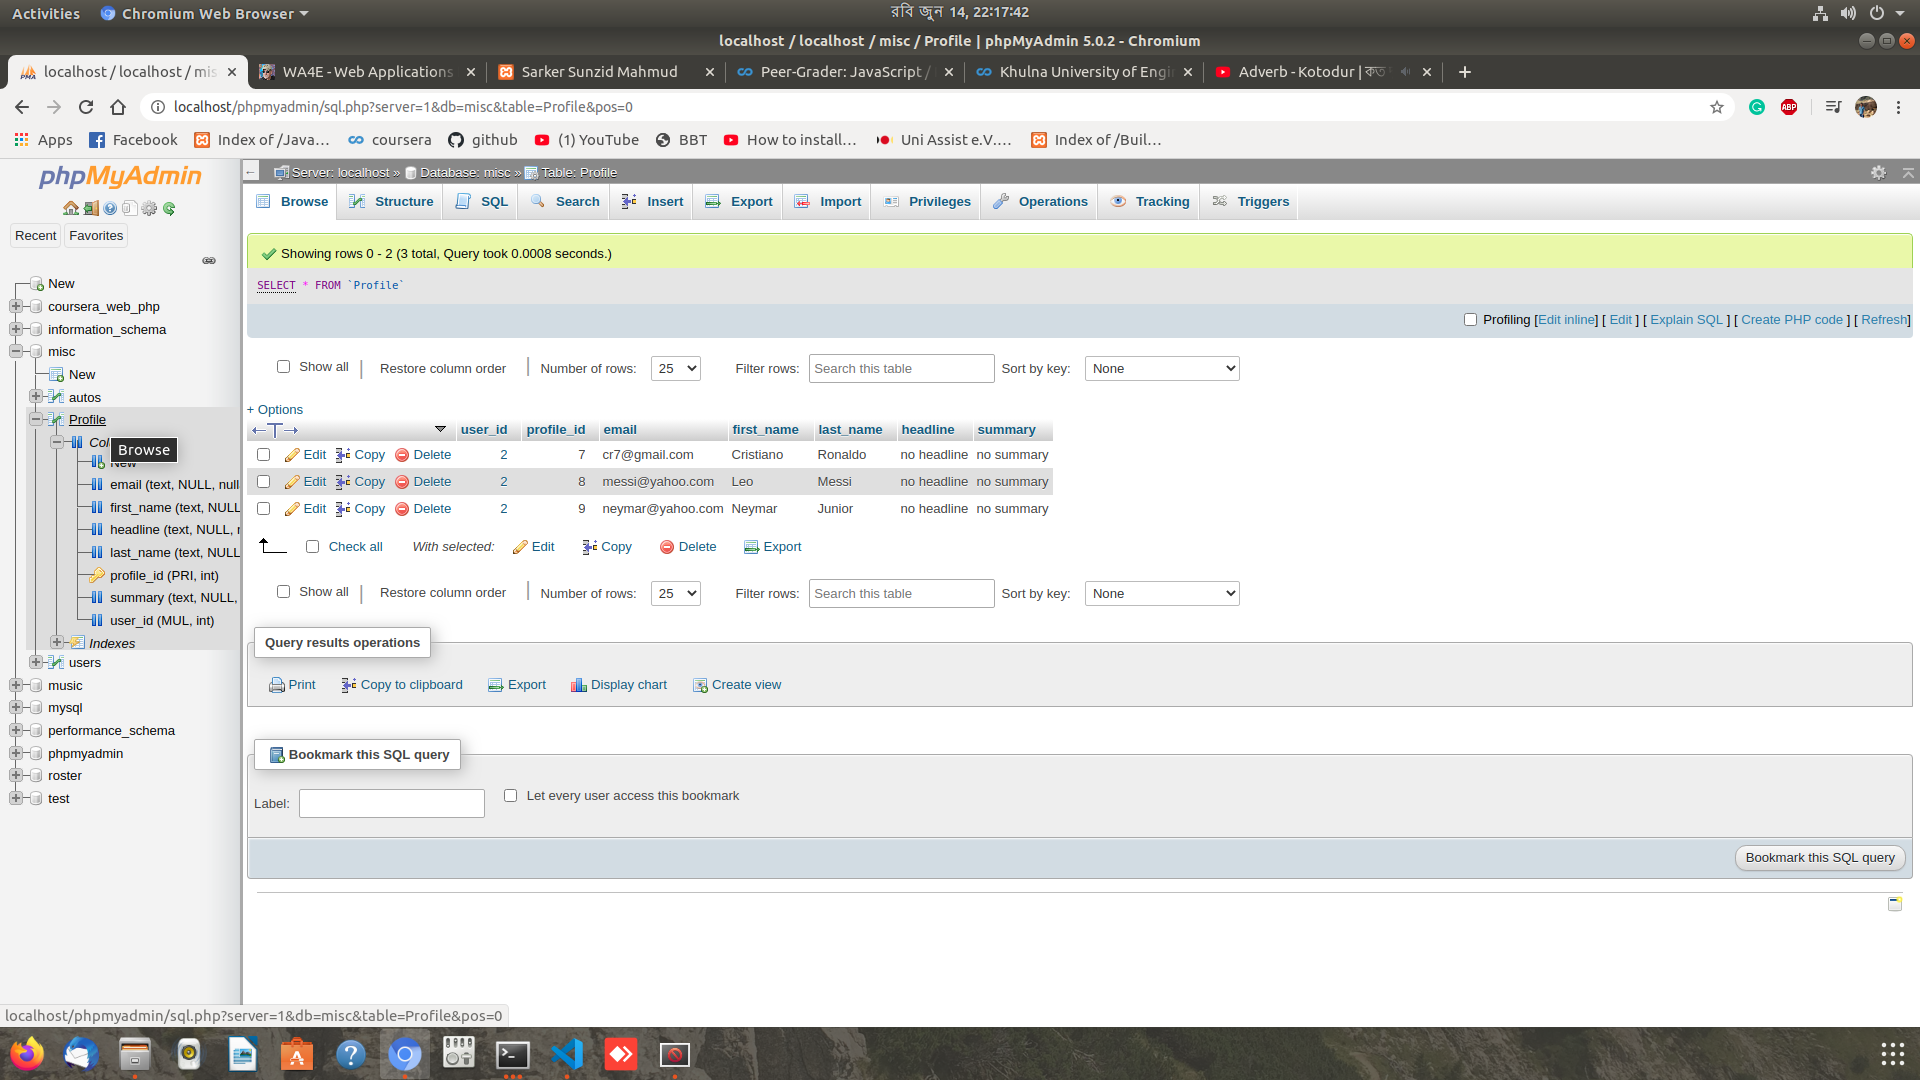 Activities Chromium Web Browser রবি জুন 14, 22:17:42
localhost / localhost / misc / Profile | phpMyAdmin 5.0.2 - Chromium
localhost / localhost / mis WA4E - Web Applications Sarker Sunzid Mahmud Peer-Grader: JavaScript / Khulna University of Engi Adverb - Kotodur | কত
localhost/phpmyadmin/sql.php?server=1&db=misc&table=Profile&pos=0 ABP
Apps Facebook Index of /Java… coursera github (1) YouTube BBT How to install… Uni Assist e.V.… Index of /Buil…
phpMyAdmin
Recent Favorites
New
coursera_web_php
information_schema
misc
New
autos
Profile
Browse
New
email (text, NULL, null
first_name (text, NULL
headline (text, NULL,
last_name (text, NULL
profile_id (PRI, int)
summary (text, NULL,
user_id (MUL, int)
Indexes
users
music
mysql
performance_schema
phpmyadmin
roster
test
Server: localhost » Database: misc » Table: Profile
Browse Structure SQL Search Insert Export Import Privileges Operations Tracking Triggers
Showing rows 0 - 2 (3 total, Query took 0.0008 seconds.)
SELECT * FROM `Profile`
Profiling [Edit inline] [ Edit ] [ Explain SQL ] [ Create PHP code ] [ Refresh]
Show all | Restore column order | Number of rows: 25 Filter rows: Search this table Sort by key: None
+ Options
←T→ user_id profile_id email first_name last_name headline summary
Edit Copy Delete 2 7 cr7@gmail.com Cristiano Ronaldo no headline no summary
Edit Copy Delete 2 8 messi@yahoo.com Leo Messi no headline no summary
Edit Copy Delete 2 9 neymar@yahoo.com Neymar Junior no headline no summary
Check all With selected: Edit Copy Delete Export
Show all | Restore column order | Number of rows: 25 Filter rows: Search this table Sort by key: None
Query results operations
Print Copy to clipboard Export Display chart Create view
Bookmark this SQL query
Label: Let every user access this bookmark
Bookmark this SQL query
localhost/phpmyadmin/sql.php?server=1&db=misc&table=Profile&pos=0